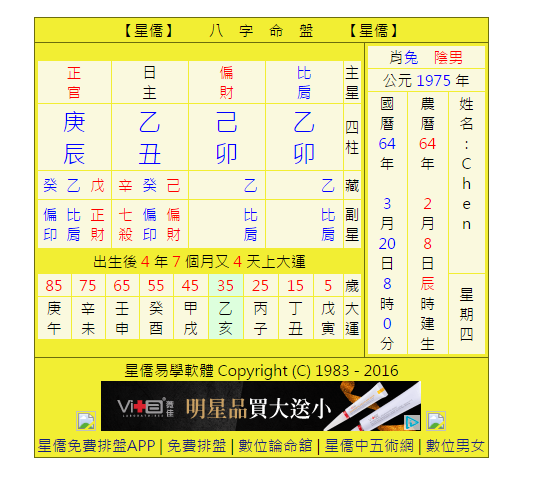 【星僑】 八 字 命 盤 【星僑】
正官 日主 偏財 比肩 主星
庚 乙 己 乙 四柱
辰 丑 卯 卯
癸 乙 戊 辛 癸 己 乙 乙 藏
偏印 比肩 正財 七殺 偏印 偏財 比肩 比肩 副星
出生後 4 年 7 個月又 4 天上大運
85 75 65 55 45 35 25 15 5 歲
庚午 辛未 壬申 癸酉 甲戌 乙亥 丙子 丁丑 戊寅 大運
肖兔 陰男
公元 1975 年
姓名:Chen
星期四
農曆 64 年 2 月 8 日 辰 時 建 生
國曆 64 年 3 月 20 日 8 時 0 分
星僑易學軟體 Copyright (C) 1983 - 2016
VITA 薇佳
LABORATORIES
明星品買大送小
星僑免費排盤APP | 免費排盤 | 數位論命舘 | 星僑中五術網 | 數位男女